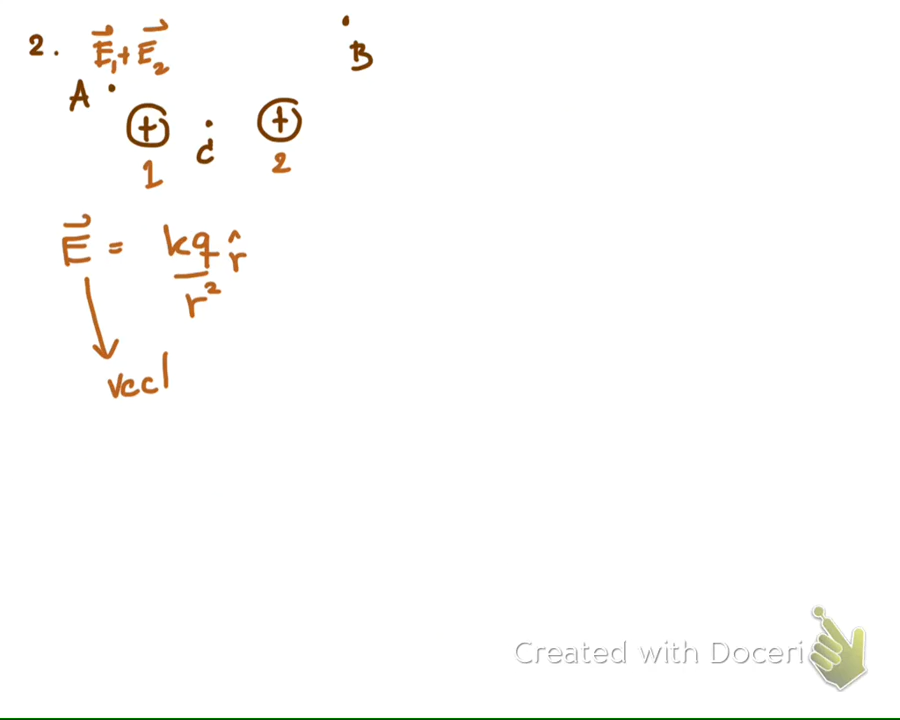 2. E⃗₁ + E⃗₂
B
A
+ C +
1 2
E⃗ = kq/r² r̂
vecl
Created with Doceri